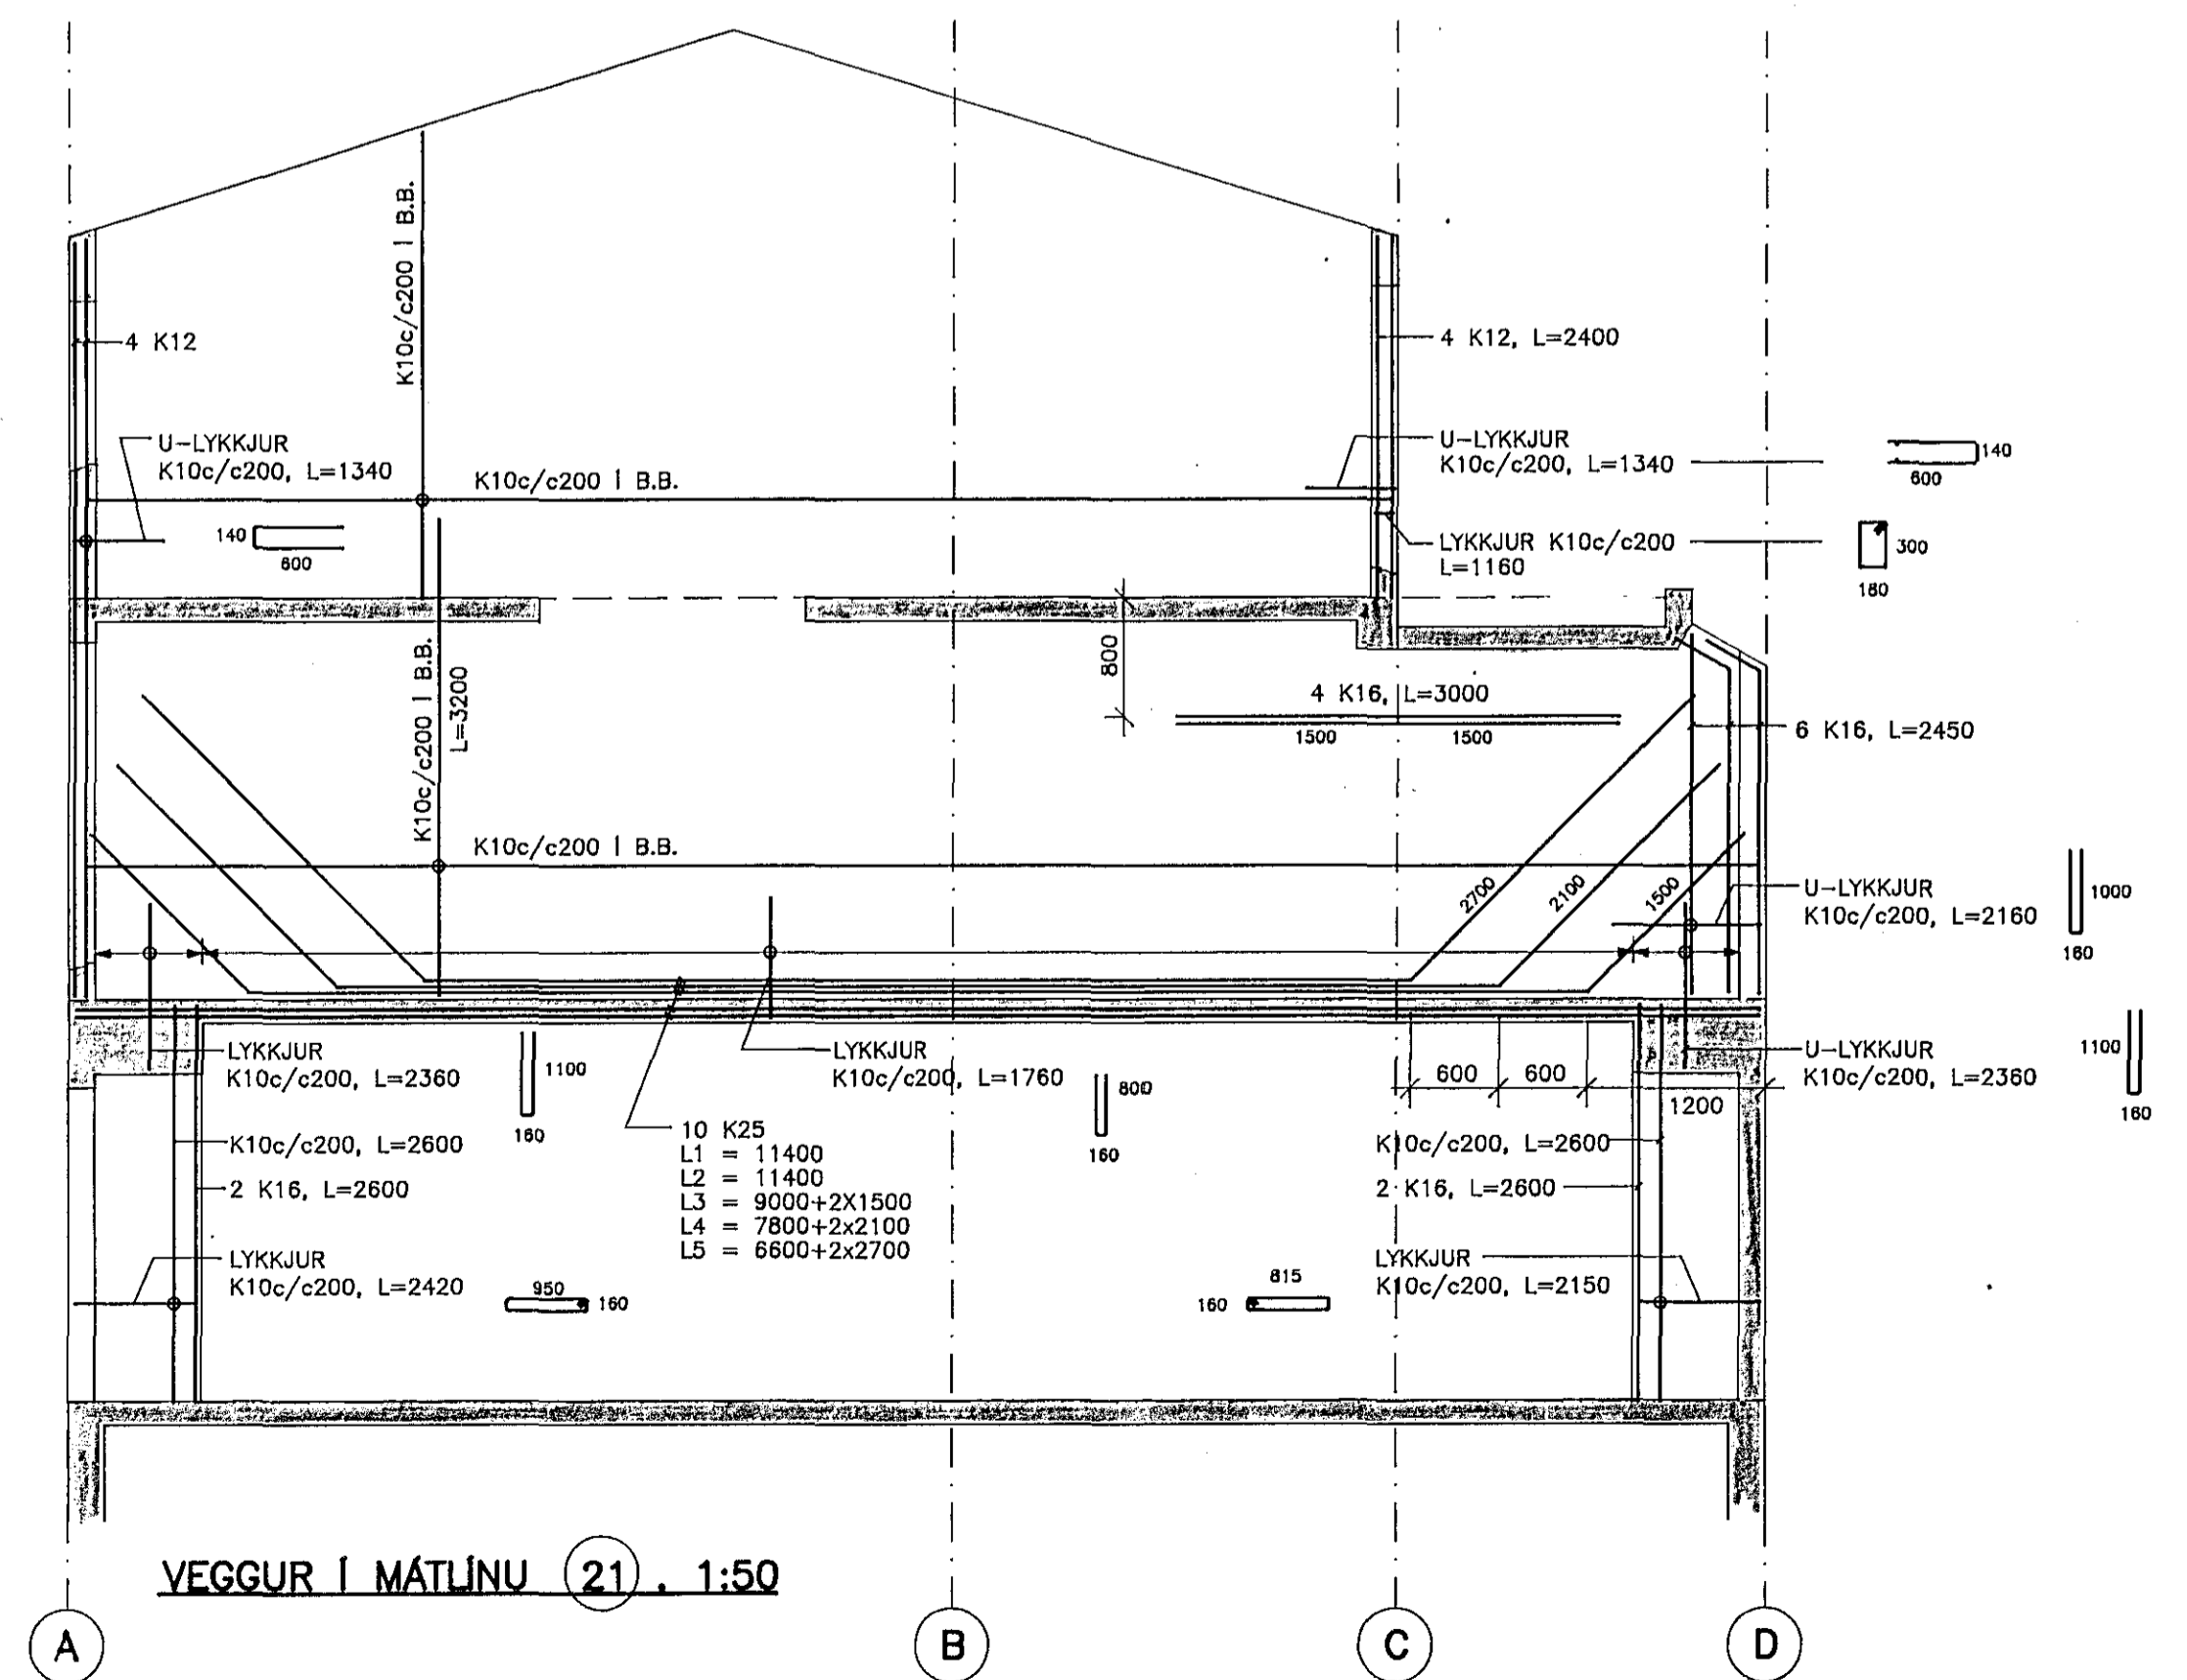 K10c/c200 Í B.B.
4 K12
4 K12, L=2400
U-LYKKJUR
K10c/c200, L=1340
140
600
K10c/c200 Í B.B.
U-LYKKJUR
K10c/c200, L=1340
140
600
LYKKJUR K10c/c200
L=1160
300
180
K10c/c200 Í B.B.
L=3200
800
4 K16, L=3000
1500
1500
6 K16, L=2450
K10c/c200 Í B.B.
2700
2100
1500
U-LYKKJUR
K10c/c200, L=2160
1000
160
LYKKJUR
K10c/c200, L=2360
1100
160
LYKKJUR
K10c/c200, L=1760
800
160
600
600
1200
U-LYKKJUR
K10c/c200, L=2360
1100
160
K10c/c200, L=2600
2 K16, L=2600
10 K25
L1 = 11400
L2 = 11400
L3 = 9000+2X1500
L4 = 7800+2x2100
L5 = 6600+2x2700
K10c/c200, L=2600
2 K16, L=2600
LYKKJUR
K10c/c200, L=2420
950
160
815
160
LYKKJUR
K10c/c200, L=2150
VEGGUR Í MÁTLÍNU 21 . 1:50
A
B
C
D